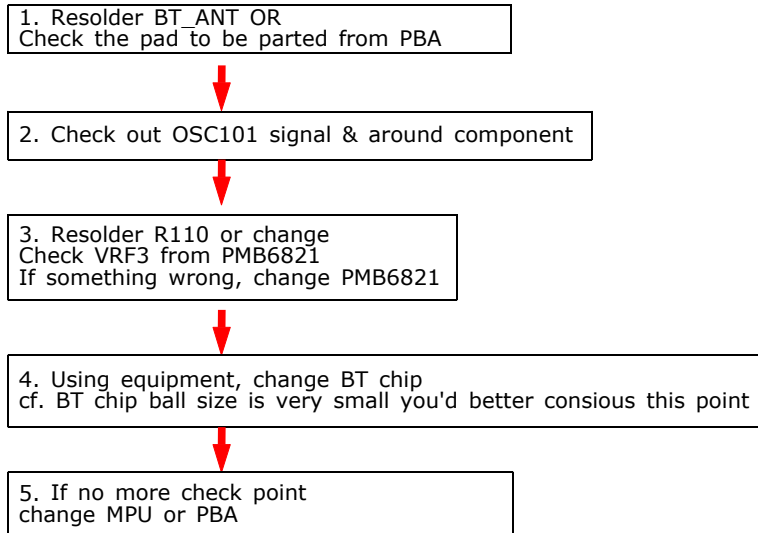 1. Resolder BT_ANT OR
Check the pad to be parted from PBA
2. Check out OSC101 signal & around component
3. Resolder R110 or change
Check VRF3 from PMB6821
If something wrong, change PMB6821
4. Using equipment, change BT chip
cf. BT chip ball size is very small you'd better consious this point
5. If no more check point
change MPU or PBA